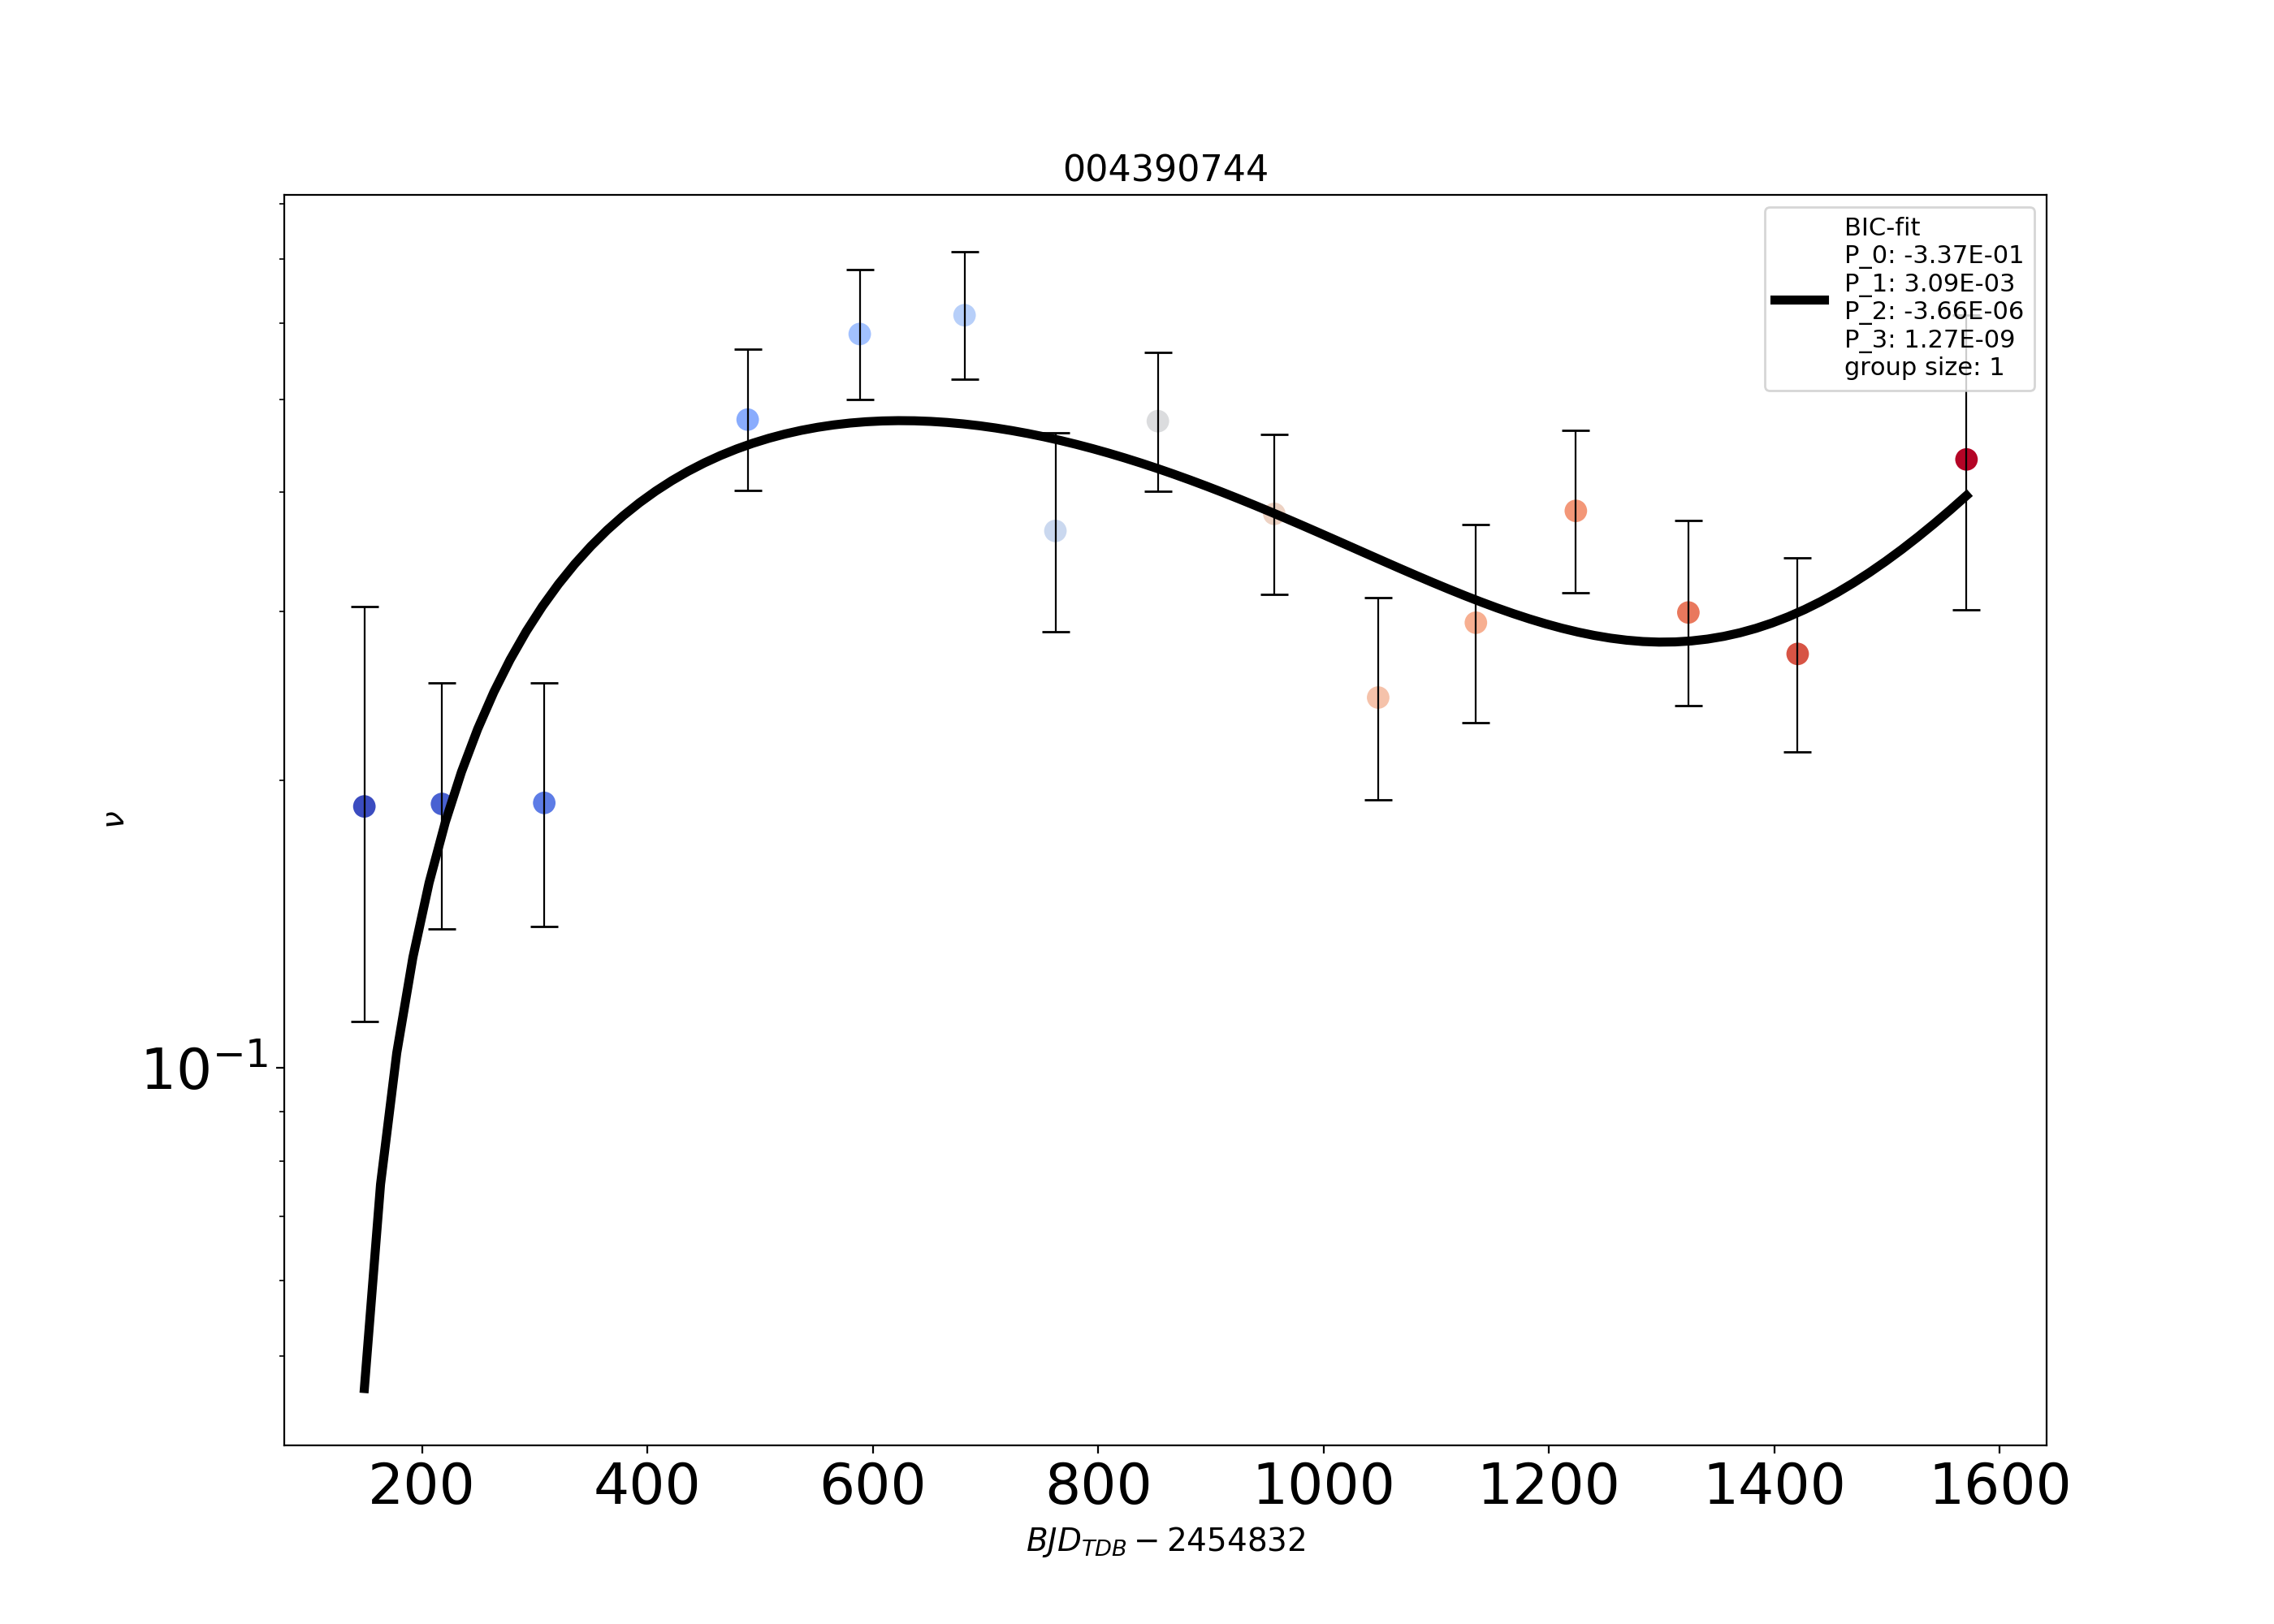 004390744
BIC-fit
P_0: -3.37E-01
P_1: 3.09E-03
P_2: -3.66E-06
P_3: 1.27E-09
group size: 1
ν
10⁻¹
200 400 600 800 1000 1200 1400 1600
BJD_TDB − 2454832